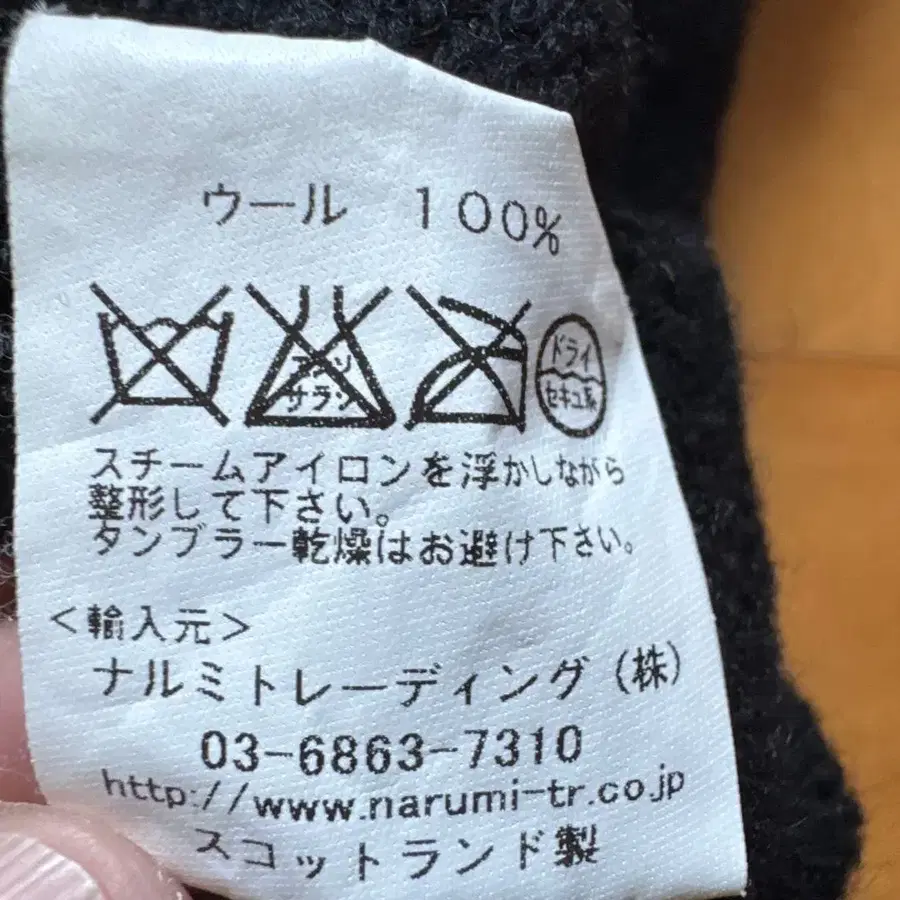 ウール 100%
エンソ
サラシ
ドライ
セキユ系
スチームアイロンを浮かしながら
整形して下さい。
タンブラー乾燥はお避け下さい。
<輸入元>
ナルミトレーディング(株)
03-6863-7310
http://www.narumi-tr.co.jp
スコットランド製